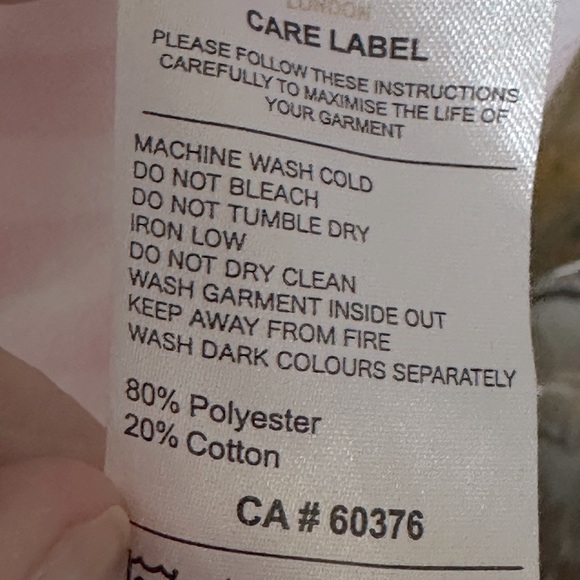 LONDON
CARE LABEL
PLEASE FOLLOW THESE INSTRUCTIONS
CAREFULLY TO MAXIMISE THE LIFE OF
YOUR GARMENT
MACHINE WASH COLD
DO NOT BLEACH
DO NOT TUMBLE DRY
IRON LOW
DO NOT DRY CLEAN
WASH GARMENT INSIDE OUT
KEEP AWAY FROM FIRE
WASH DARK COLOURS SEPARATELY
80% Polyester
20% Cotton
CA # 60376